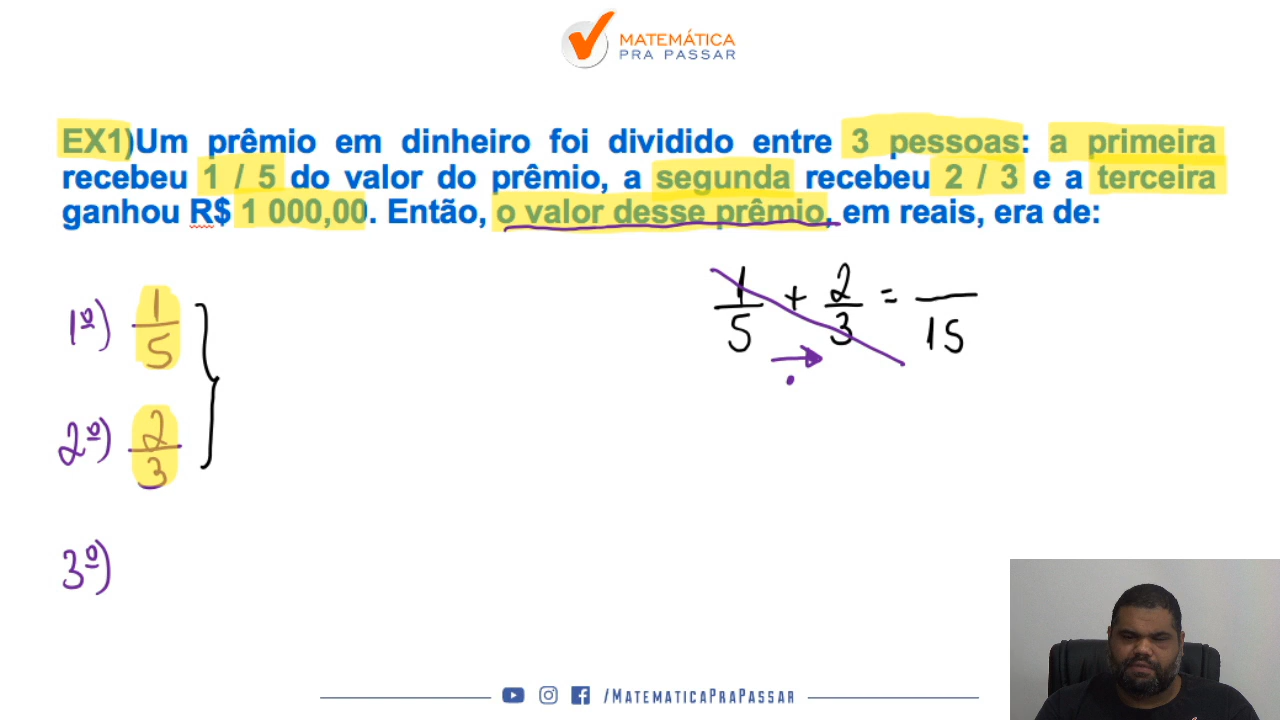 MATEMÁTICA
PRA PASSAR
EX1)Um prêmio em dinheiro foi dividido entre 3 pessoas: a primeira
recebeu 1 / 5 do valor do prêmio, a segunda recebeu 2 / 3 e a terceira
ganhou R$ 1 000,00. Então, o valor desse prêmio, em reais, era de:
1º) 1/5
2º) 2/3
3º)
1/5 + 2/3 = /15
/MATEMATICAPRAPASSAR